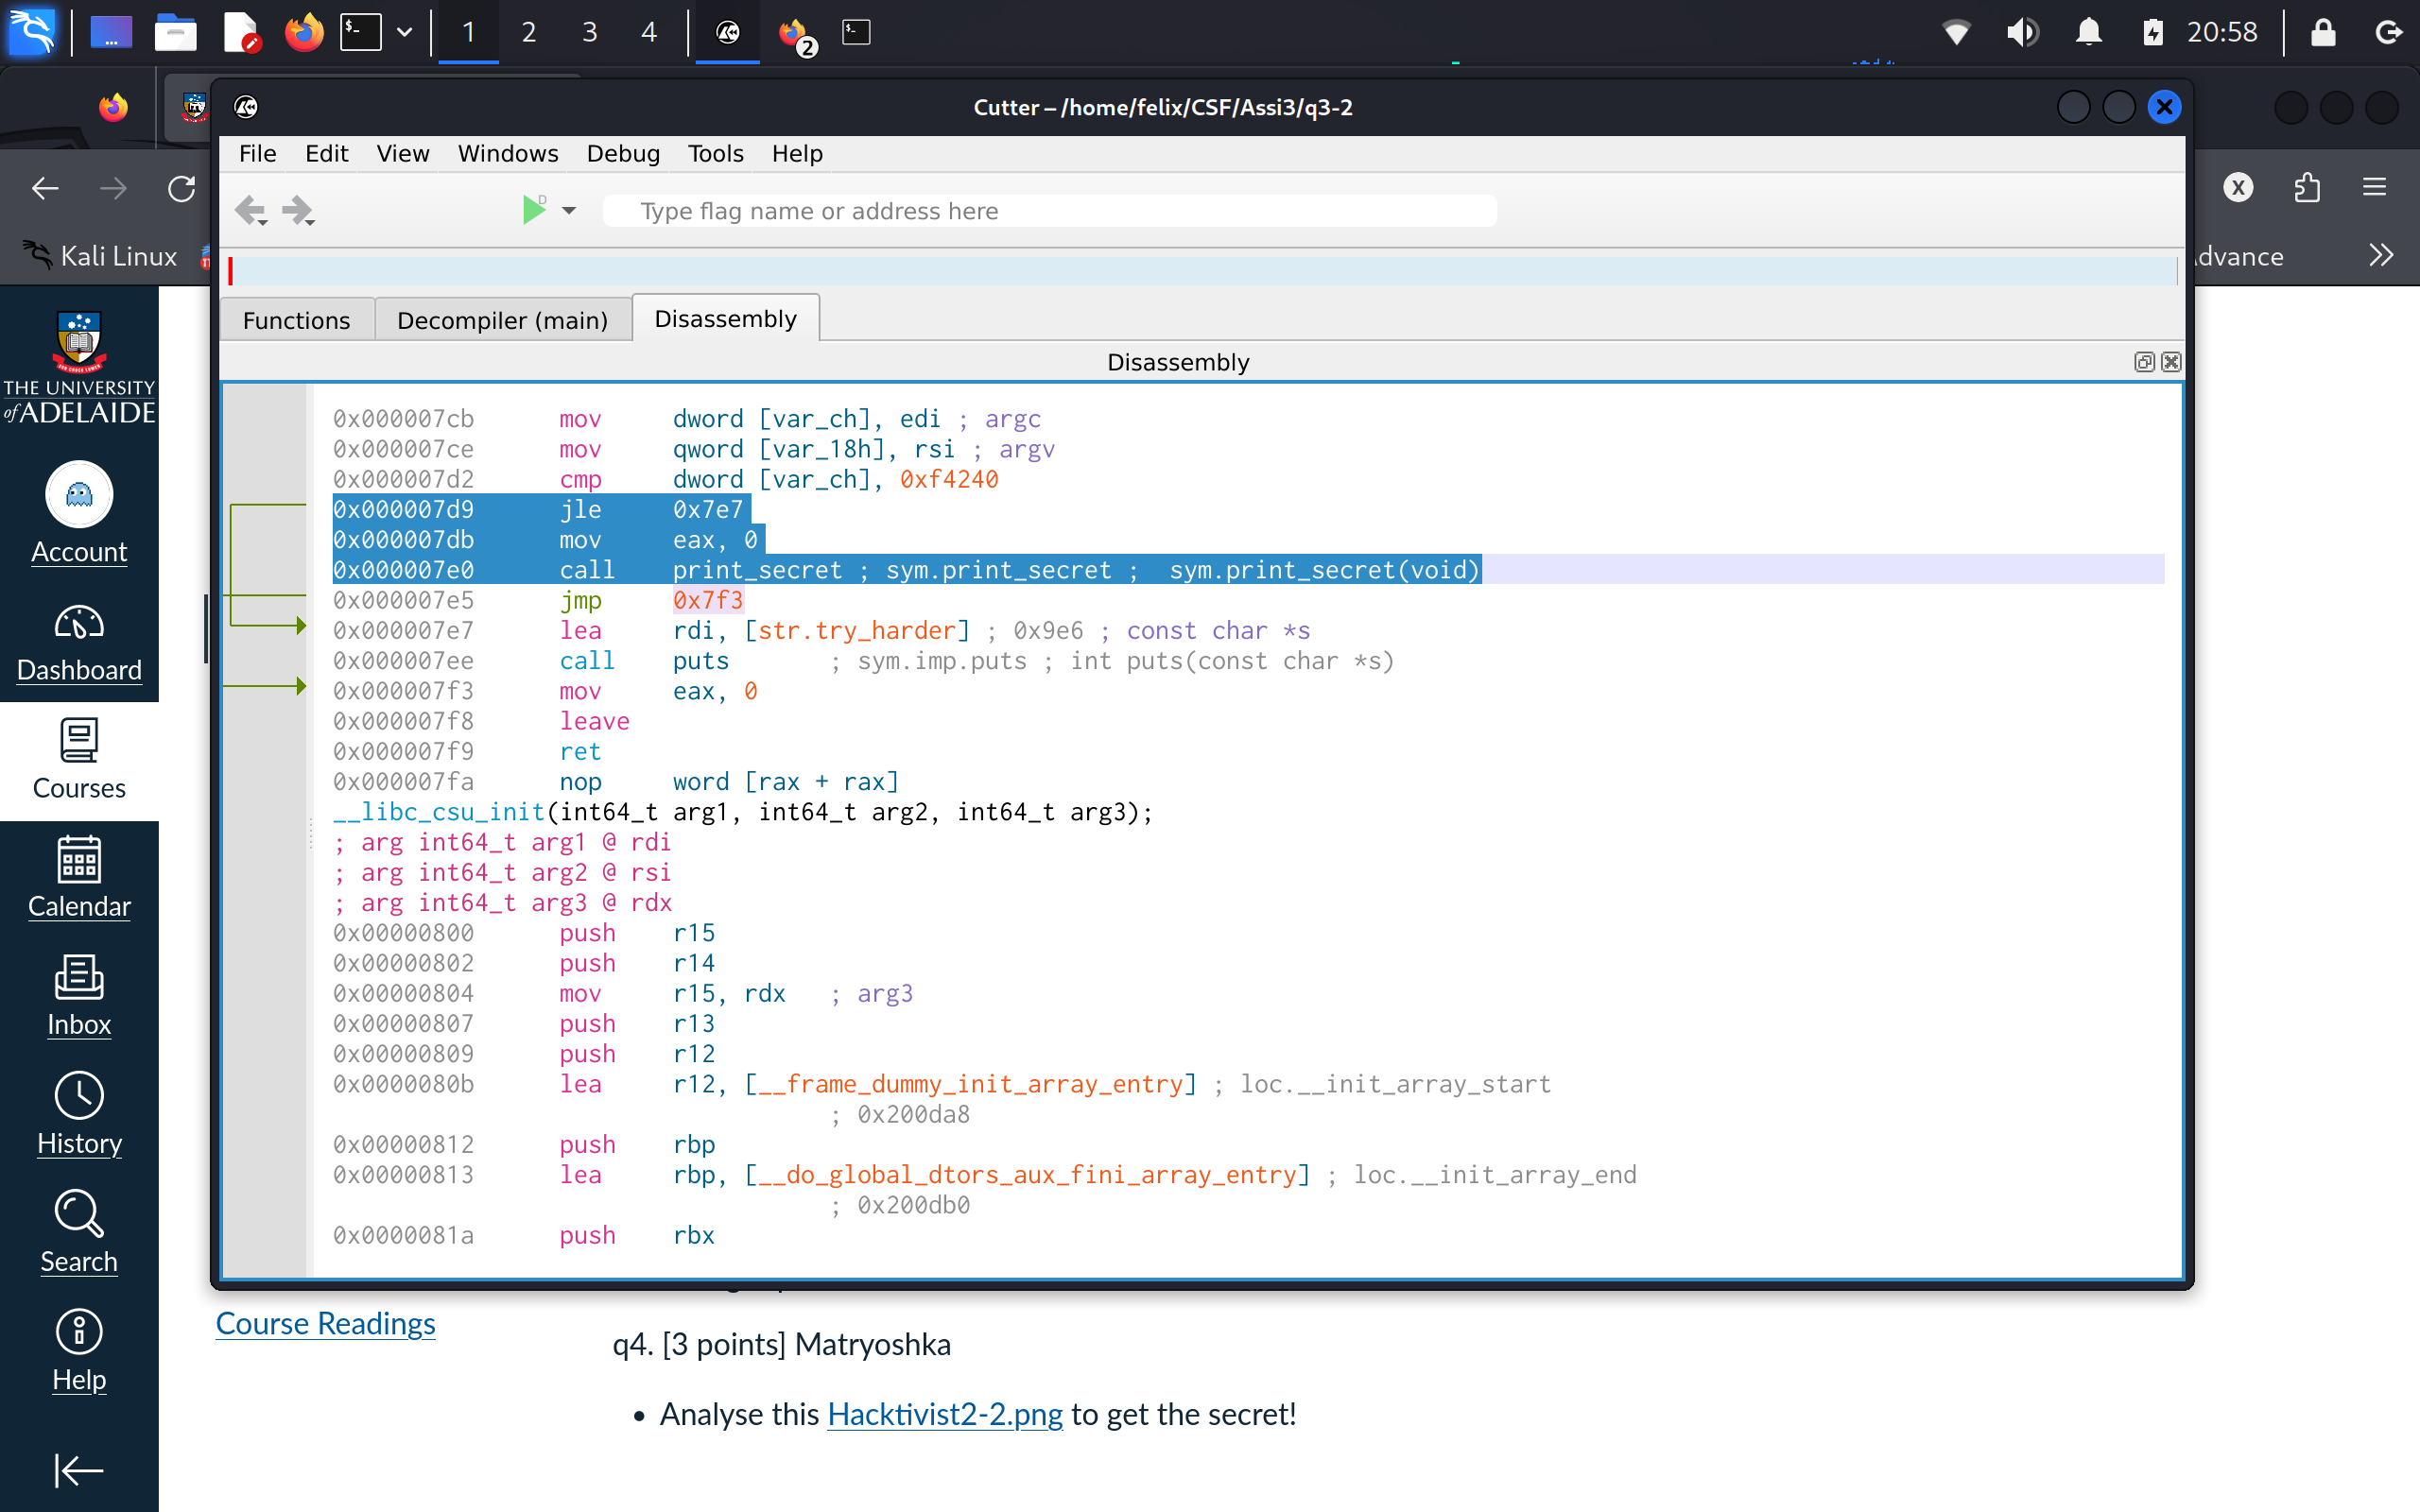 1 2 3 4 2 20:58
Cutter – /home/felix/CSF/Assi3/q3-2
File Edit View Windows Debug Tools Help
Type flag name or address here
Kali Linux
dvance
Functions Decompiler (main) Disassembly
Disassembly
THE UNIVERSITY
of ADELAIDE
Account
Dashboard
Courses
Calendar
Inbox
History
Search
Help
0x000007cb mov dword [var_ch], edi ; argc
0x000007ce mov qword [var_18h], rsi ; argv
0x000007d2 cmp dword [var_ch], 0xf4240
0x000007d9 jle 0x7e7
0x000007db mov eax, 0
0x000007e0 call print_secret ; sym.print_secret ; sym.print_secret(void)
0x000007e5 jmp 0x7f3
0x000007e7 lea rdi, [str.try_harder] ; 0x9e6 ; const char *s
0x000007ee call puts ; sym.imp.puts ; int puts(const char *s)
0x000007f3 mov eax, 0
0x000007f8 leave
0x000007f9 ret
0x000007fa nop word [rax + rax]
__libc_csu_init(int64_t arg1, int64_t arg2, int64_t arg3);
; arg int64_t arg1 @ rdi
; arg int64_t arg2 @ rsi
; arg int64_t arg3 @ rdx
0x00000800 push r15
0x00000802 push r14
0x00000804 mov r15, rdx ; arg3
0x00000807 push r13
0x00000809 push r12
0x0000080b lea r12, [__frame_dummy_init_array_entry] ; loc.__init_array_start
; 0x200da8
0x00000812 push rbp
0x00000813 lea rbp, [__do_global_dtors_aux_fini_array_entry] ; loc.__init_array_end
; 0x200db0
0x0000081a push rbx
Course Readings
q4. [3 points] Matryoshka
• Analyse this Hacktivist2-2.png to get the secret!